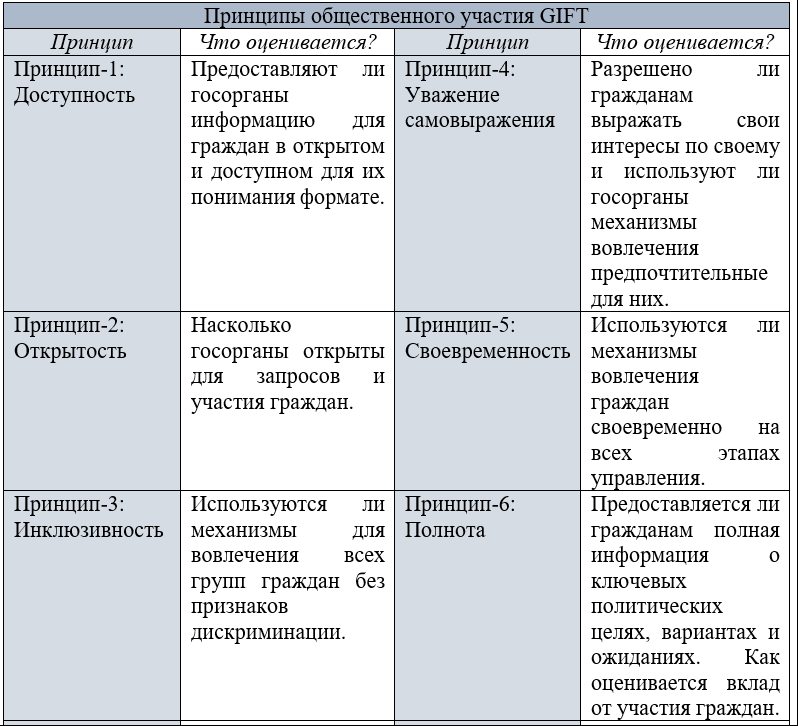 Принципы общественного участия GIFT
Принцип
Что оценивается?
Принцип
Что оценивается?
Принцип-1:
Доступность
Предоставляют ли
госорганы
информацию для
граждан в открытом
и доступном для их
понимания формате.
Принцип-4:
Уважение
самовыражения
Разрешено ли
гражданам
выражать свои
интересы по своему
и используют ли
госорганы
механизмы
вовлечения
предпочтительные
для них.
Принцип-2:
Открытость
Насколько
госорганы открыты
для запросов и
участия граждан.
Принцип-5:
Своевременность
Используются ли
механизмы
вовлечения
граждан
своевременно на
всех этапах
управления.
Принцип-3:
Инклюзивность
Используются ли
механизмы для
вовлечения всех
групп граждан без
признаков
дискриминации.
Принцип-6:
Полнота
Предоставляется ли
гражданам полная
информация о
ключевых
политических
целях, вариантах и
ожиданиях. Как
оценивается вклад
от участия граждан.